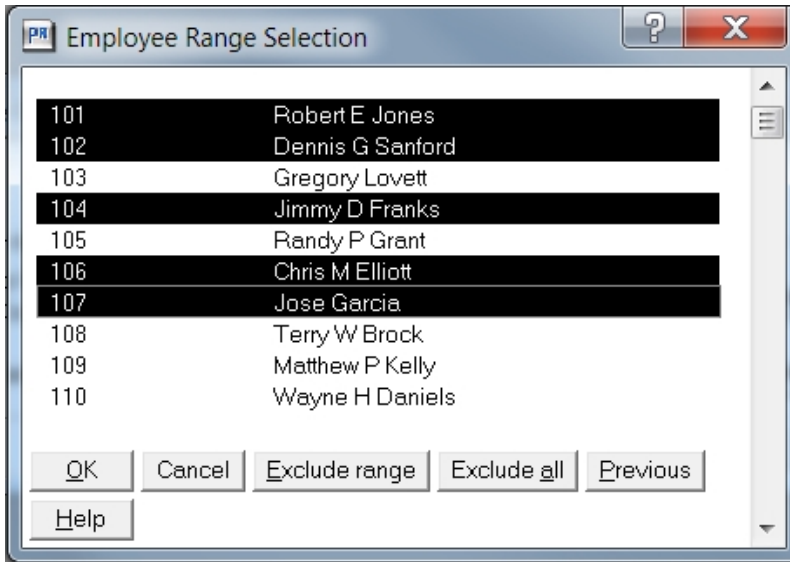 PR Employee Range Selection ? X
101 Robert E Jones
102 Dennis G Sanford
103 Gregory Lovett
104 Jimmy D Franks
105 Randy P Grant
106 Chris M Elliott
107 Jose Garcia
108 Terry W Brock
109 Matthew P Kelly
110 Wayne H Daniels
OK Cancel Exclude range Exclude all Previous
Help